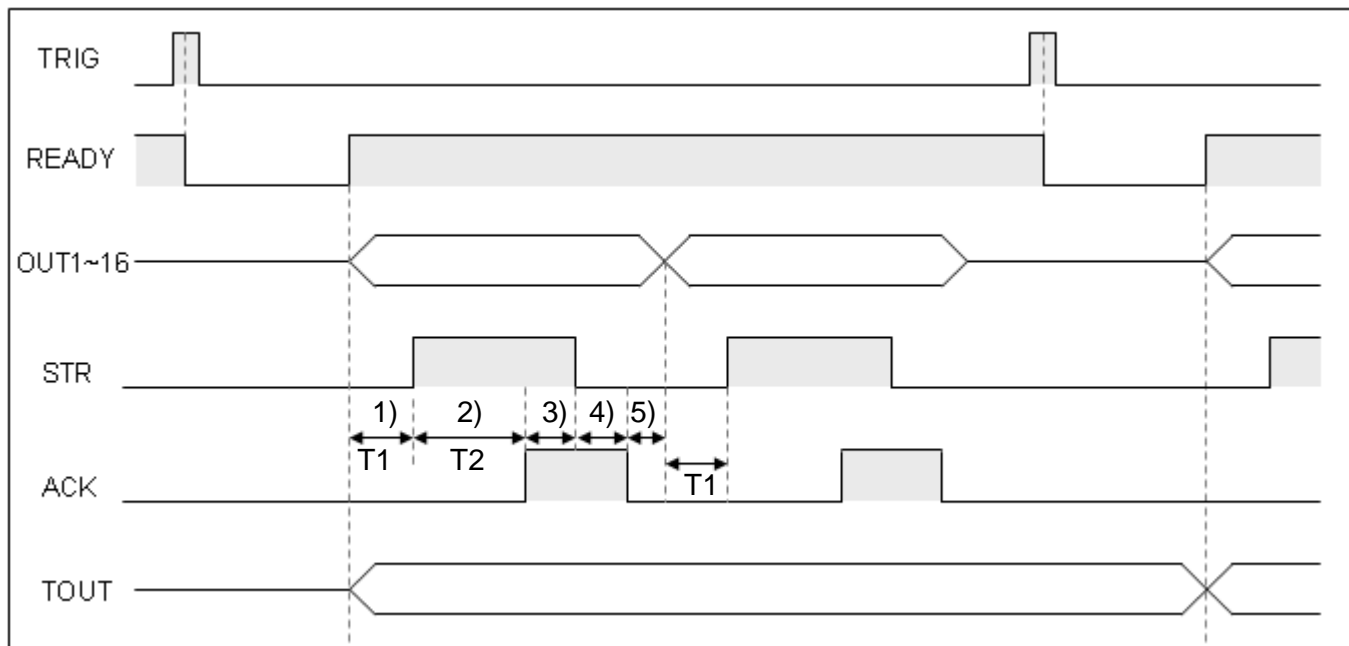 TRIG
READY
OUT1~16
STR
1) 2) 3) 4) 5)
T1 T2 T1
ACK
TOUT